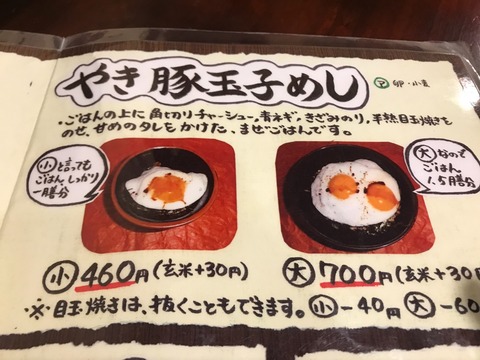 やき豚玉子めし
ア 卵・小麦
・ごはんの上に 角切りチャーシュー、青ネギ、きざみのり、半熟目玉焼きを
のせ、甘めのタレをかけた、まぜごはんです。
小と言っても
ごはんしっかり
一膳分
大なので
ごはん
1.5膳分
小 460円(玄米+30円)
大 700円(玄米+30円
※目玉焼きは、抜くこともできます。小-40円 大-60